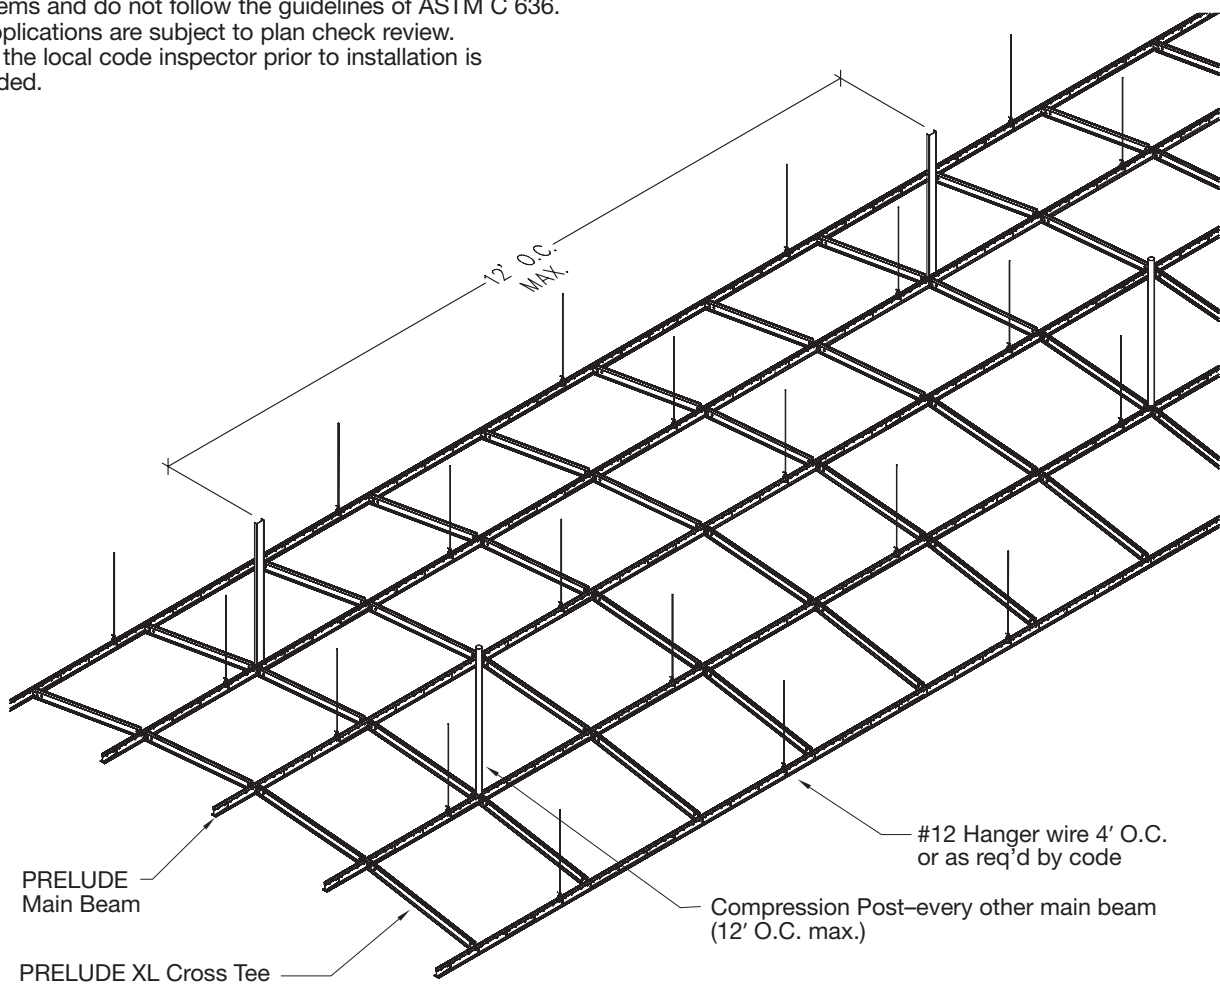 ems and do not follow the guidelines of ASTM C 636.
pplications are subject to plan check review.
the local code inspector prior to installation is
ded.
12' O.C.
MAX.
#12 Hanger wire 4′ O.C.
or as req’d by code
PRELUDE
Main Beam
Compression Post–every other main beam
(12′ O.C. max.)
PRELUDE XL Cross Tee